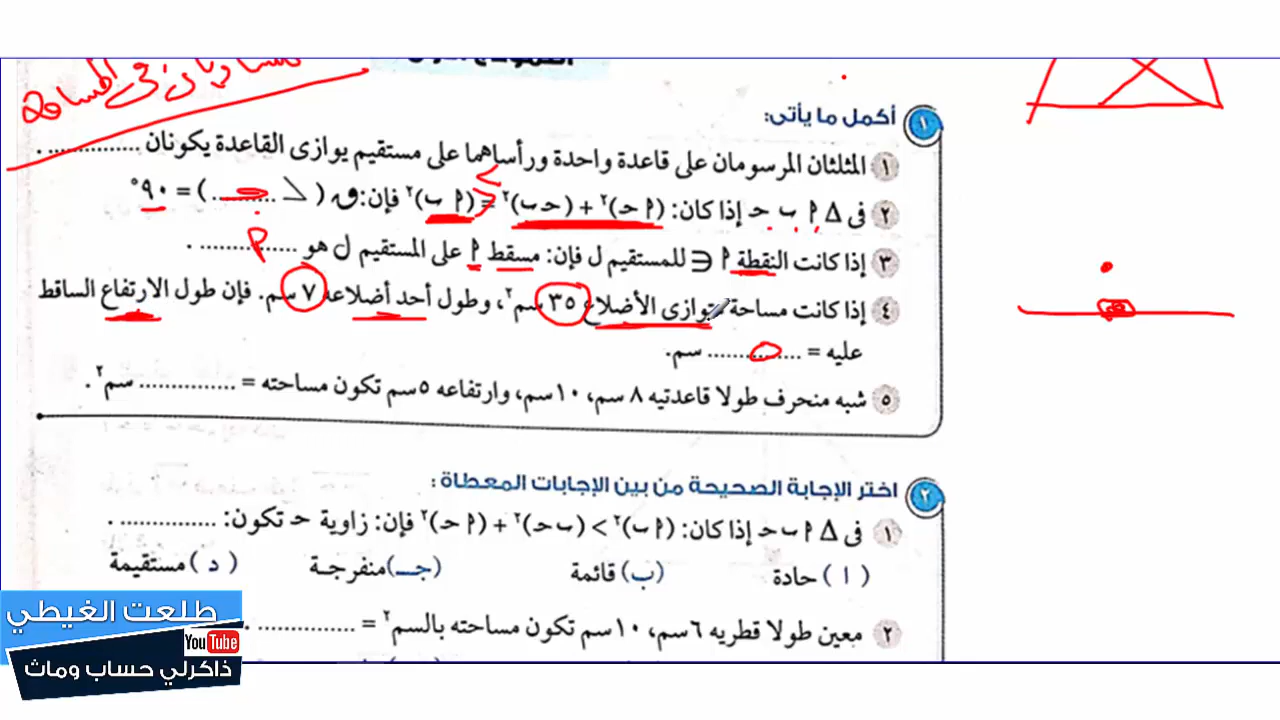 متساويان في المساحة
أكمل ما يأتى:
١ المثلثان المرسومان على قاعدة واحدة ورأساهما على مستقيم يوازى القاعدة يكونان ............... .
٢ فى Δ ا ب حـ إذا كان: (ا حـ)٢ + (حـ ب)٢ = (ا ب)٢ فإن: ق (∠ ........... حـ) = ٩٠°
٣ إذا كانت النقطة ا ∈ للمستقيم ل فإن: مسقط ا على المستقيم ل هو ............... .
ا
٤ إذا كانت مساحة متوازى الأضلاع ٣٥ سم٢، وطول أحد أضلاعه ٧ سم. فإن طول الارتفاع الساقط
عليه = ............... سم.
٥ شبه منحرف طولا قاعدتيه ٨ سم، ١٠ سم، وارتفاعه ٥ سم تكون مساحته = ............... سم٢ .
٢ اختر الإجابة الصحيحة من بين الإجابات المعطاة :
١ فى Δ ا ب حـ إذا كان: (ا ب)٢ > (ب حـ)٢ + (ا حـ)٢ فإن: زاوية حـ تكون: ............... .
( ا ) حادة (ب) قائمة (جـ) منفرجة ( د ) مستقيمة
٢ معين طولا قطريه ٦ سم، ١٠ سم تكون مساحته بالسم٢ = ............... .
طلعت الغيطي
YouTube
ذاكرلي حساب وماث